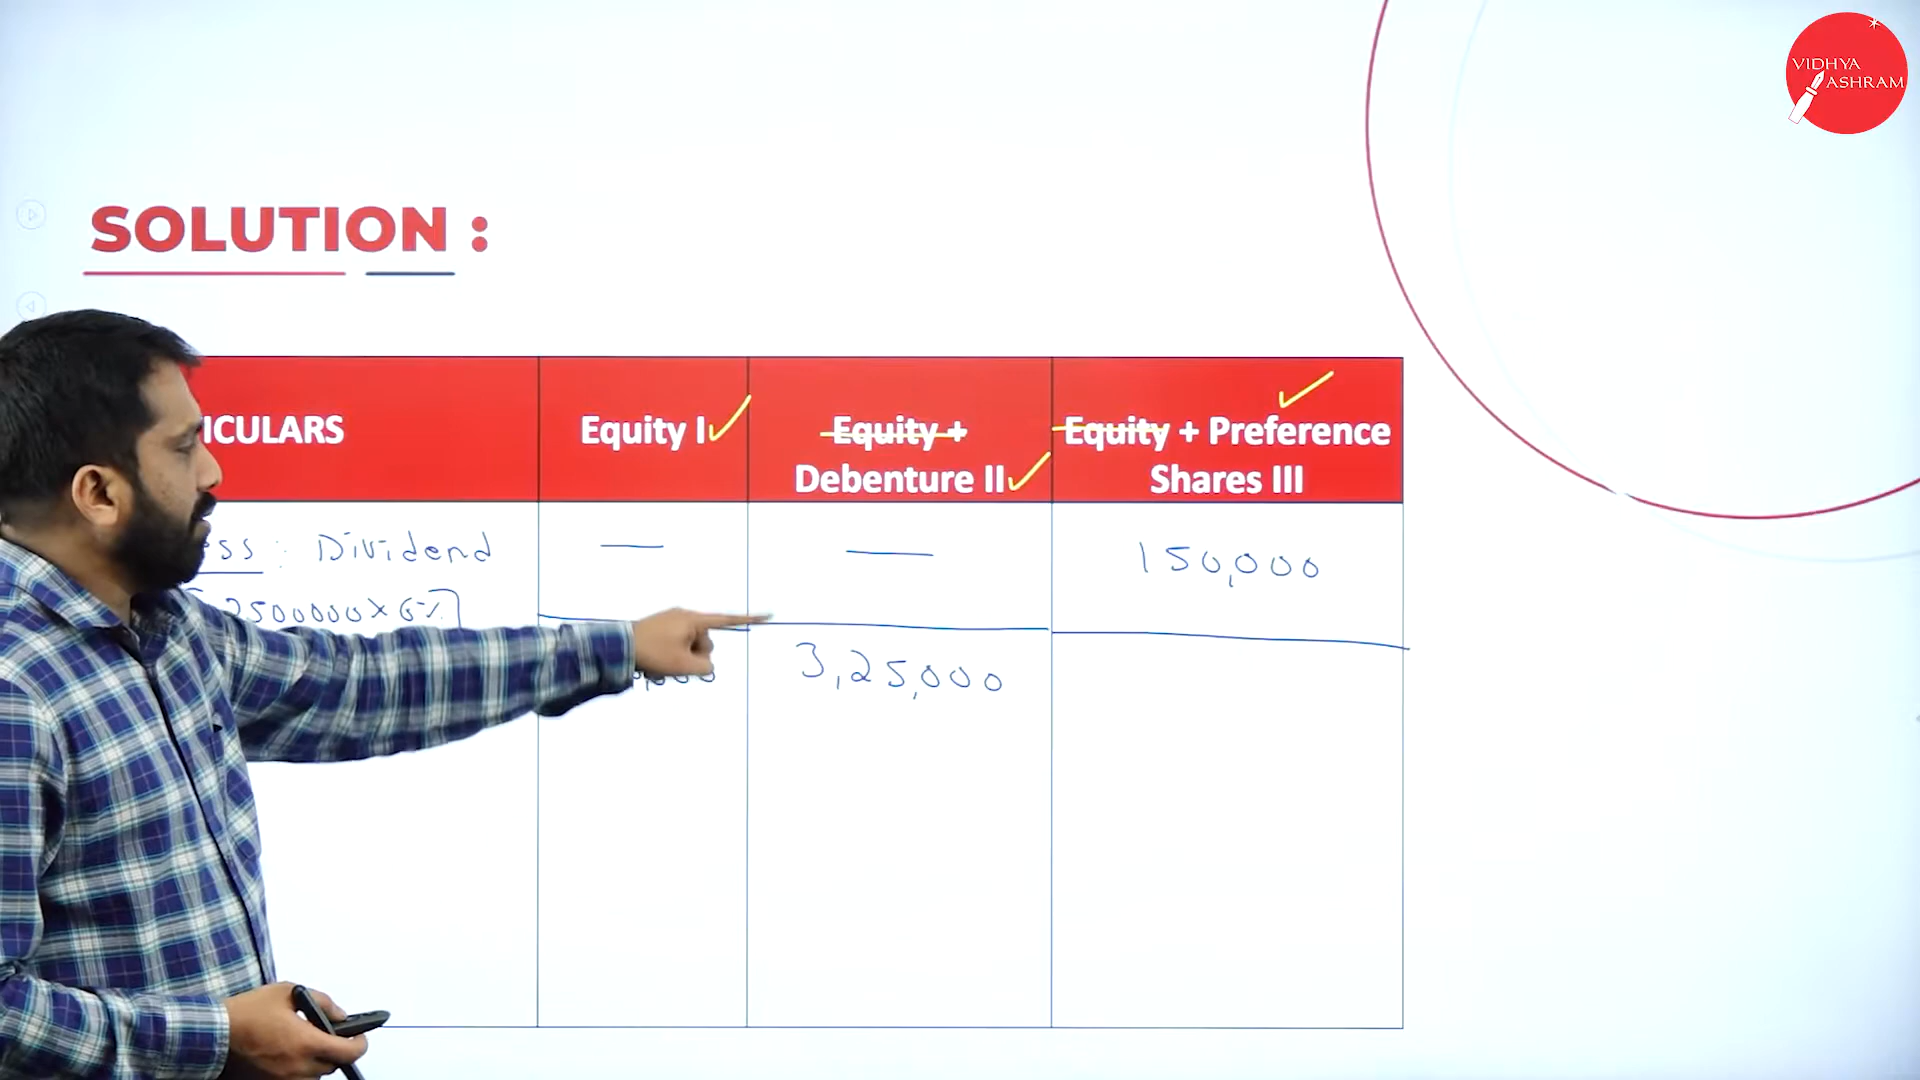 VIDHYA
ASHRAM
SOLUTION :
ICULARS
Equity I
Equity +
Debenture II
Equity + Preference
Shares III
ss : Dividend
—
—
150,000
2500000 x 6%]
3,25,000